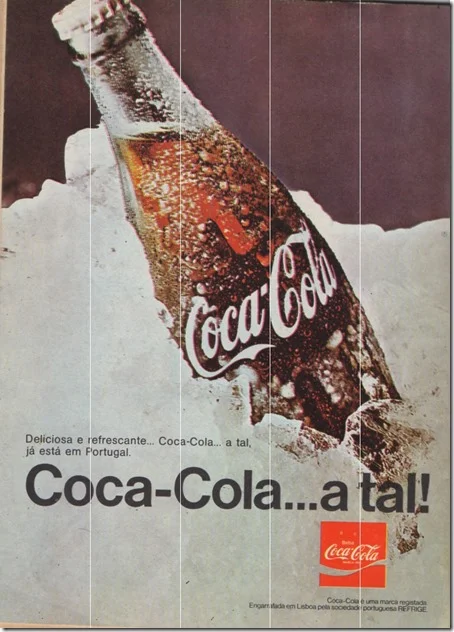 Coca-Cola
Deliciosa e refrescante... Coca-Cola... a tal,
já está em Portugal.
Coca-Cola...a tal!
Beba
Coca-Cola
Coca-Cola é uma marca registada
Engarrafada em Lisboa pela sociedade portuguesa REFRIGE